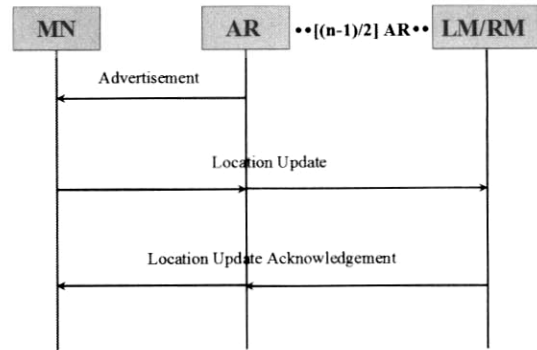 MN AR ••[(n-1)/2] AR•• LM/RM
Advertisement
Location Update
Location Update Acknowledgement